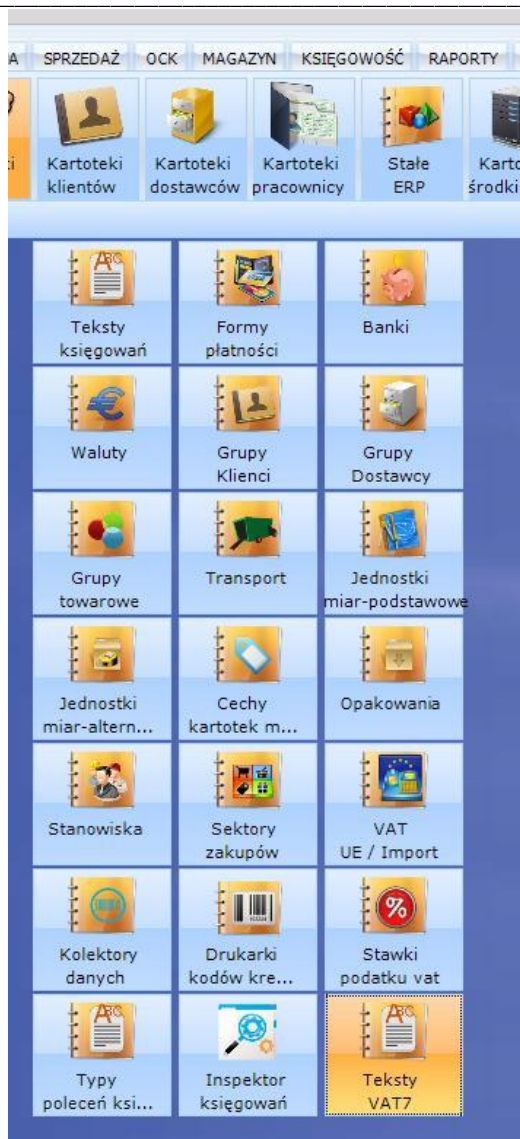 A SPRZEDAŻ OCK MAGAZYN KSIĘGOWOŚĆ RAPORTY
i Kartoteki Kartoteki Kartoteki Stałe Karto
klientów dostawców pracownicy ERP środki
Teksty Formy Banki
księgowań płatności
Waluty Grupy Grupy
Klienci Dostawcy
Grupy Transport Jednostki
towarowe miar-podstawowe
Jednostki Cechy Opakowania
miar-altern... kartotek m...
Stanowiska Sektory VAT
zakupów UE / Import
Kolektory Drukarki Stawki
danych kodów kre... podatku vat
Typy Inspektor Teksty
poleceń ksi... księgowań VAT7